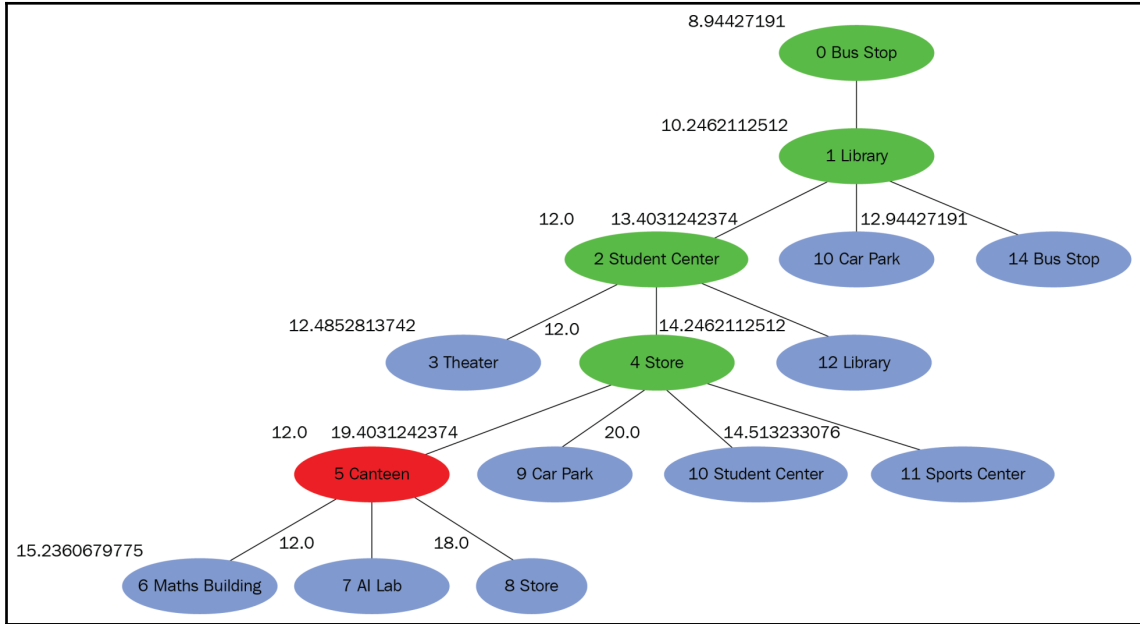 8.94427191
0 Bus Stop
10.2462112512
1 Library
12.0
13.4031242374
12.94427191
2 Student Center
10 Car Park
14 Bus Stop
12.4852813742
12.0
14.2462112512
3 Theater
4 Store
12 Library
12.0
19.4031242374
20.0
14.513233076
5 Canteen
9 Car Park
10 Student Center
11 Sports Center
15.2360679775
12.0
18.0
6 Maths Building
7 AI Lab
8 Store